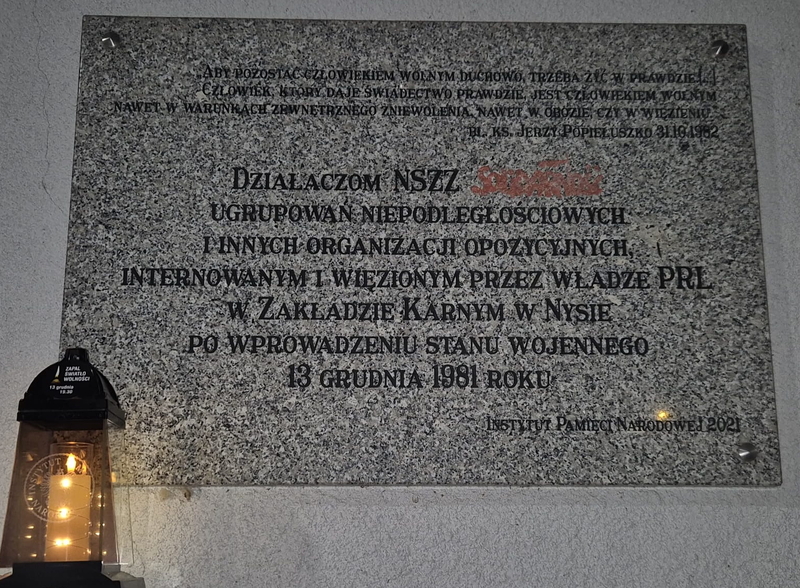 „Aby pozostać człowiekiem wolnym duchowo, trzeba żyć w prawdzie [...]
Człowiek, który daje świadectwo prawdzie, jest człowiekiem wolnym
nawet w warunkach zewnętrznego zniewolenia, nawet w obozie, czy w więzieniu..."
bł. ks. Jerzy Popiełuszko 31.10.1982
Działaczom NSZZ Solidarność
ugrupowań niepodległościowych
i innych organizacji opozycyjnych,
internowanym i więzionym przez władze PRL
w Zakładzie Karnym w Nysie
po wprowadzeniu stanu wojennego
13 grudnia 1981 roku
Instytut Pamięci Narodowej 2021
ZAPAL
ŚWIATŁO
WOLNOŚCI
13 grudnia
19.30
INSTYTUT